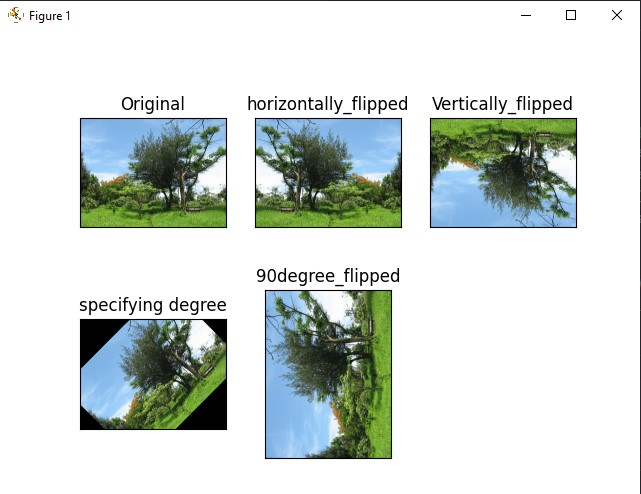 Figure 1
Original
horizontally_flipped
Vertically_flipped
specifying degree
90degree_flipped